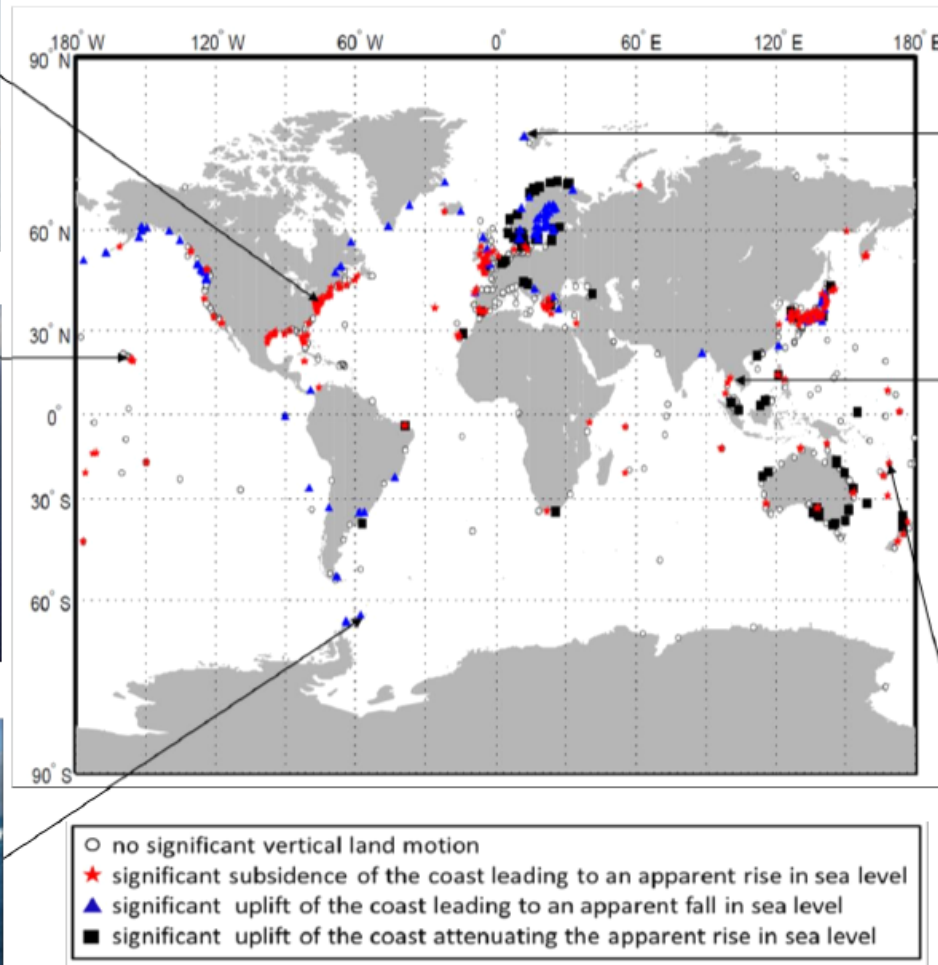 180° W 120° W 60° W 0° 60° E 120° E 180° E
90° N
60° N
30° N
0°
30° S
60° S
90° S
no significant vertical land motion
significant subsidence of the coast leading to an apparent rise in sea level
significant uplift of the coast leading to an apparent fall in sea level
significant uplift of the coast attenuating the apparent rise in sea level